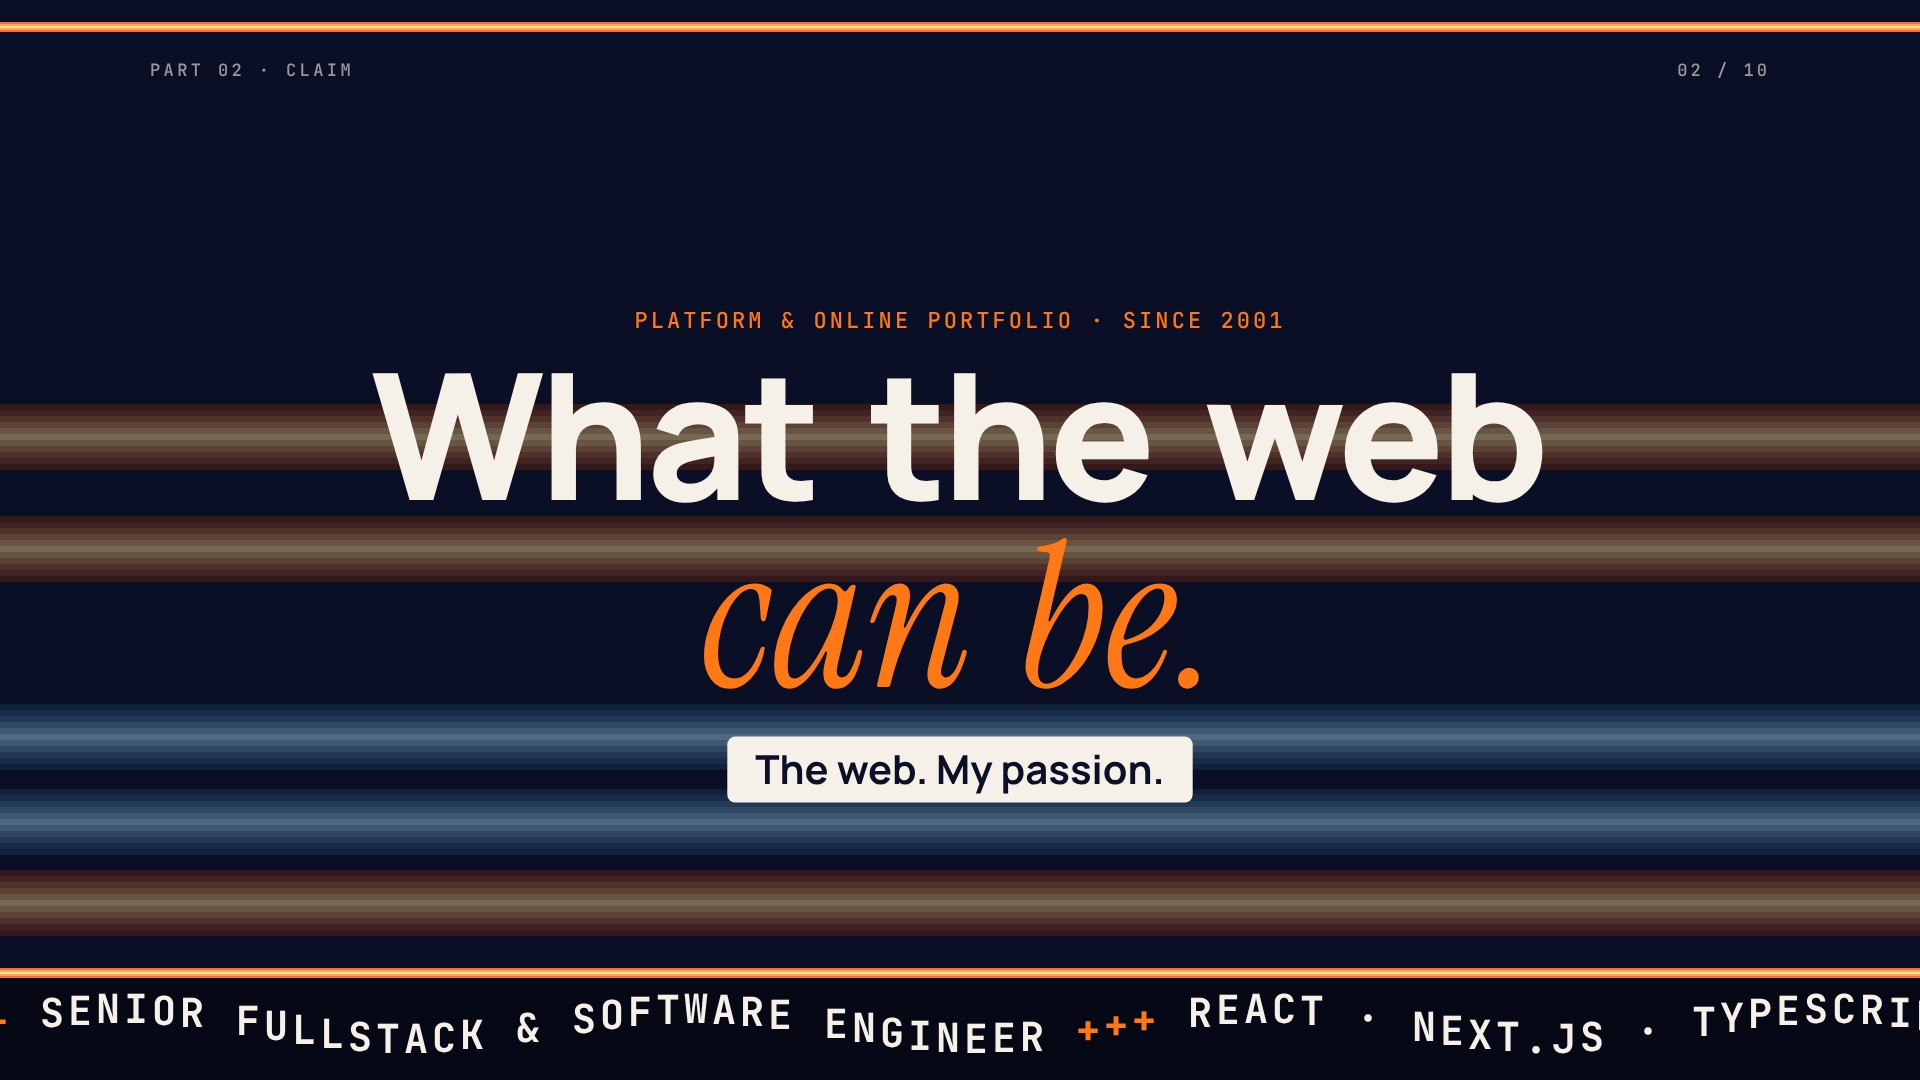 PART 02 · CLAIM
02 / 10
PLATFORM & ONLINE PORTFOLIO · SINCE 2001
What the web
can be.
The web. My passion.
SENIOR FULLSTACK & SOFTWARE ENGINEER +++ REACT · NEXT.JS · TYPESCRI